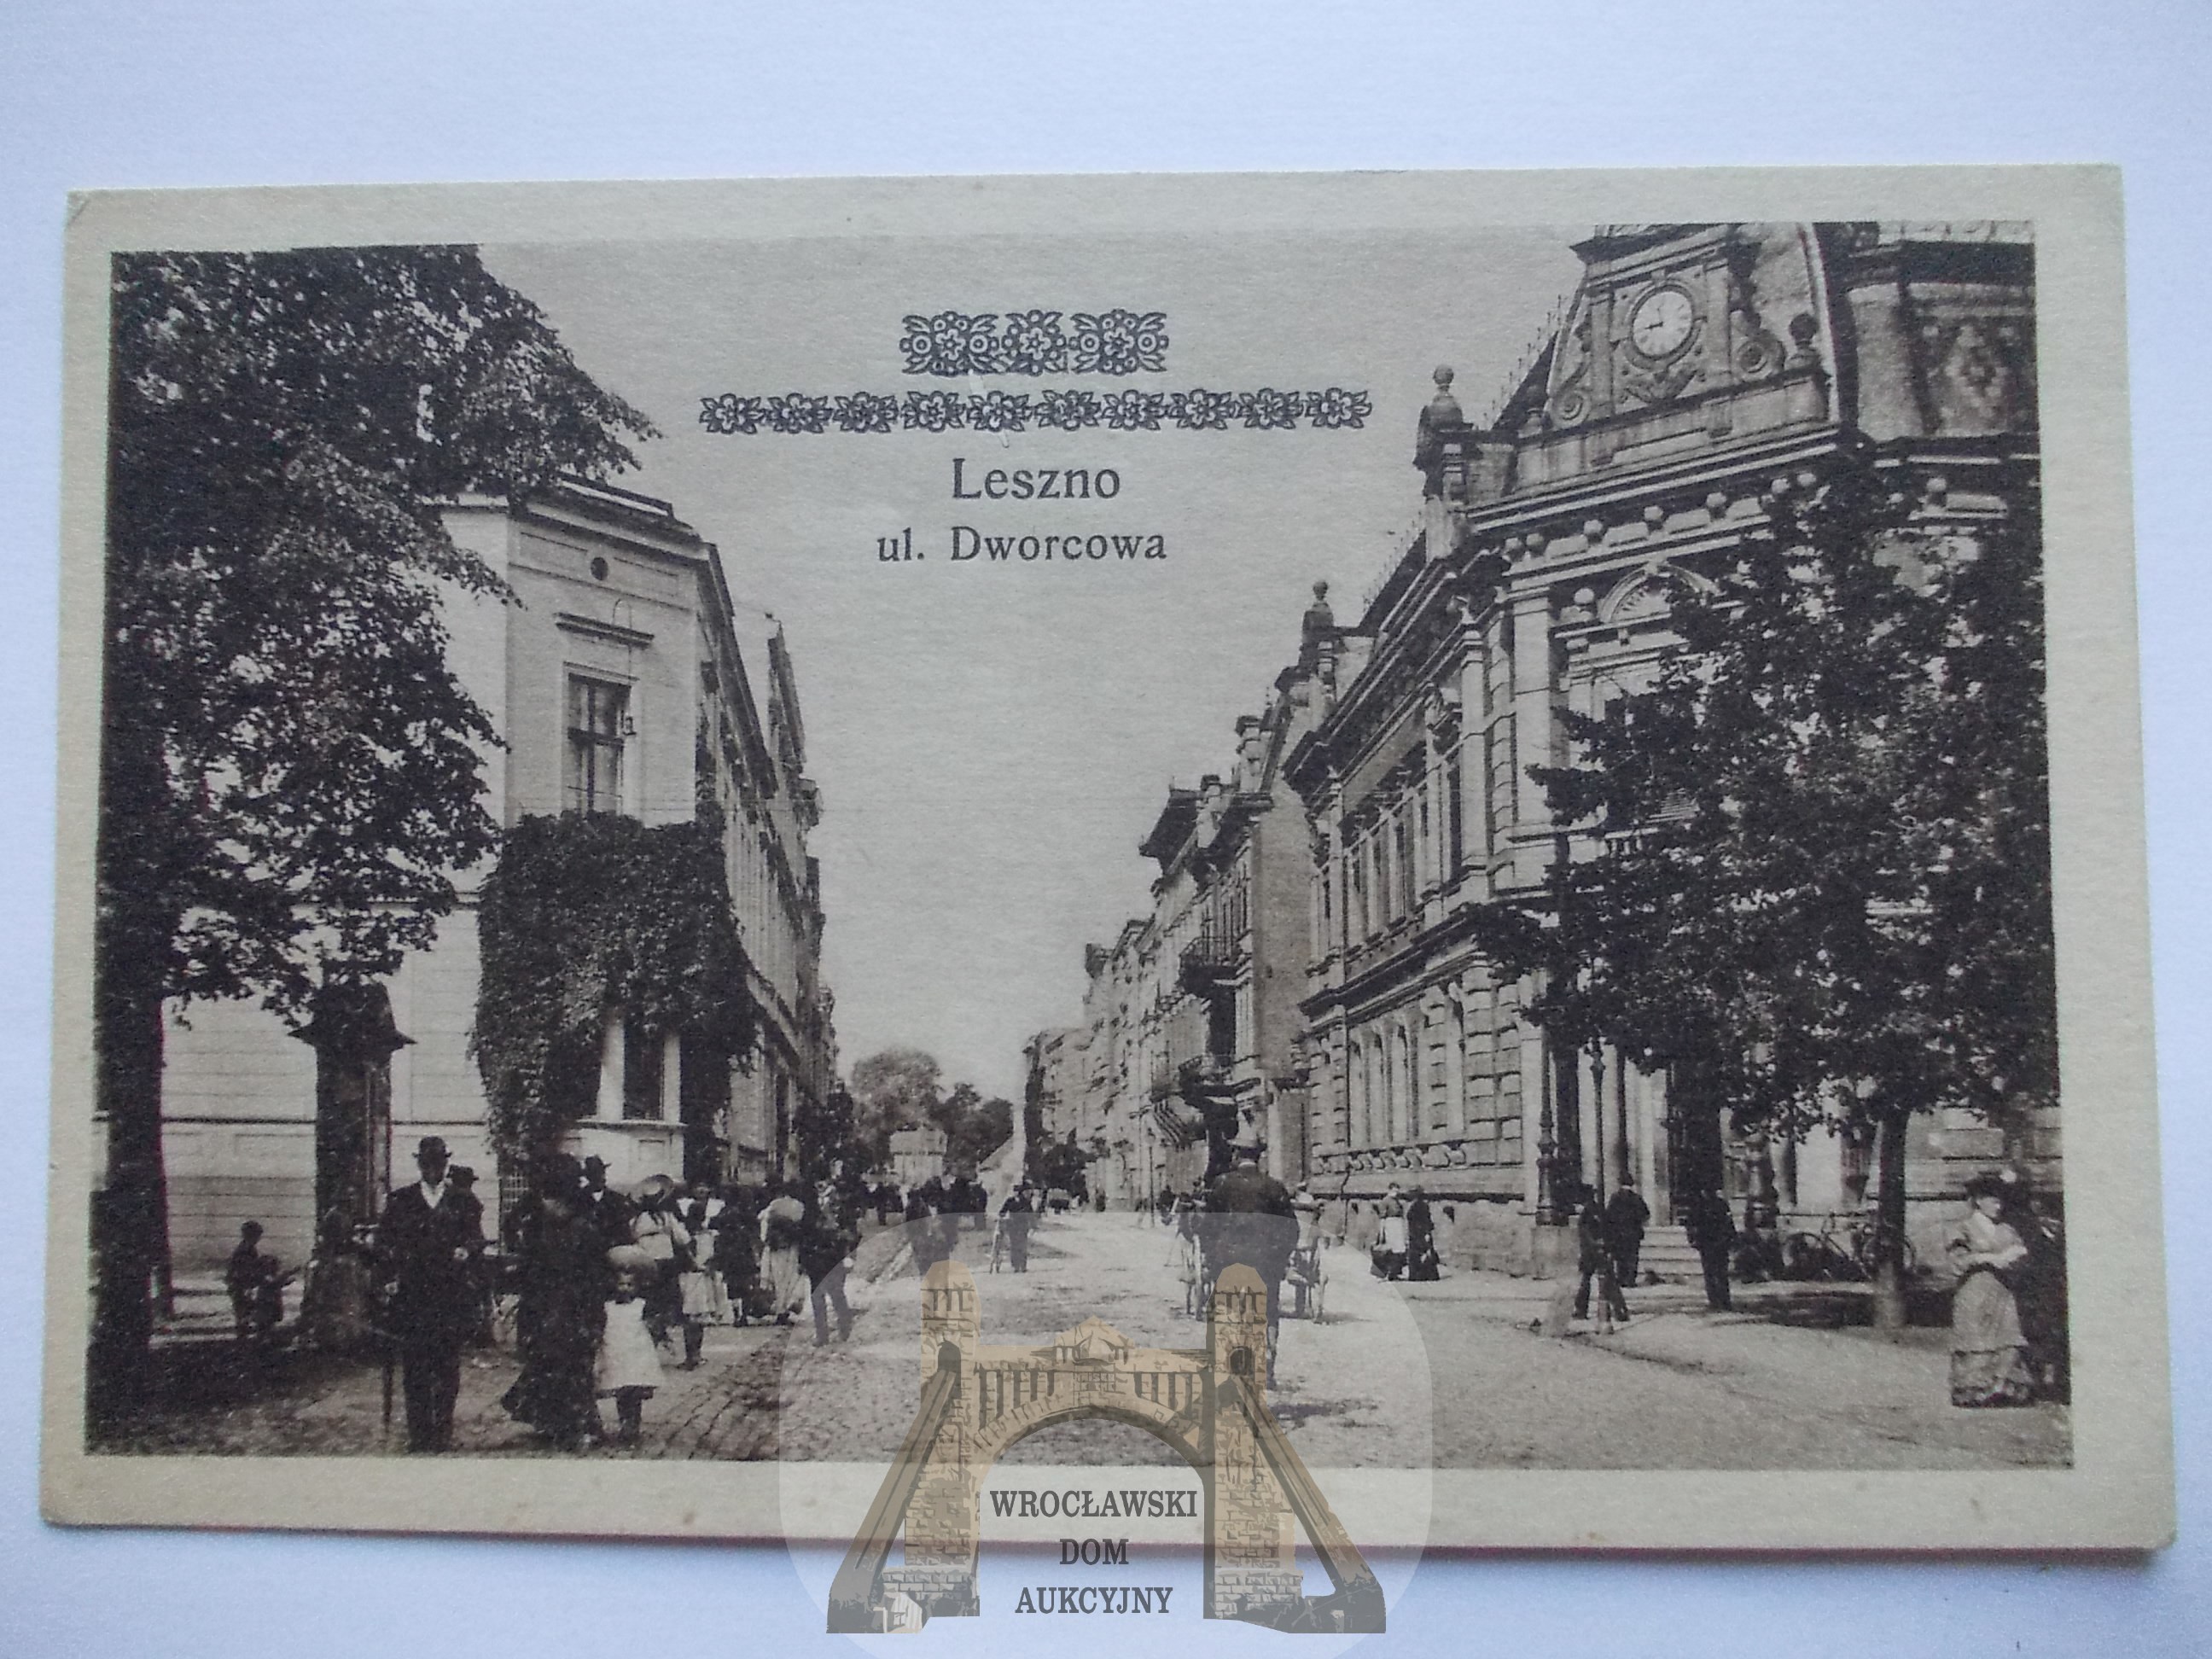 Leszno
ul. Dworcowa
WROCŁAWSKI
DOM
AUKCYJNY